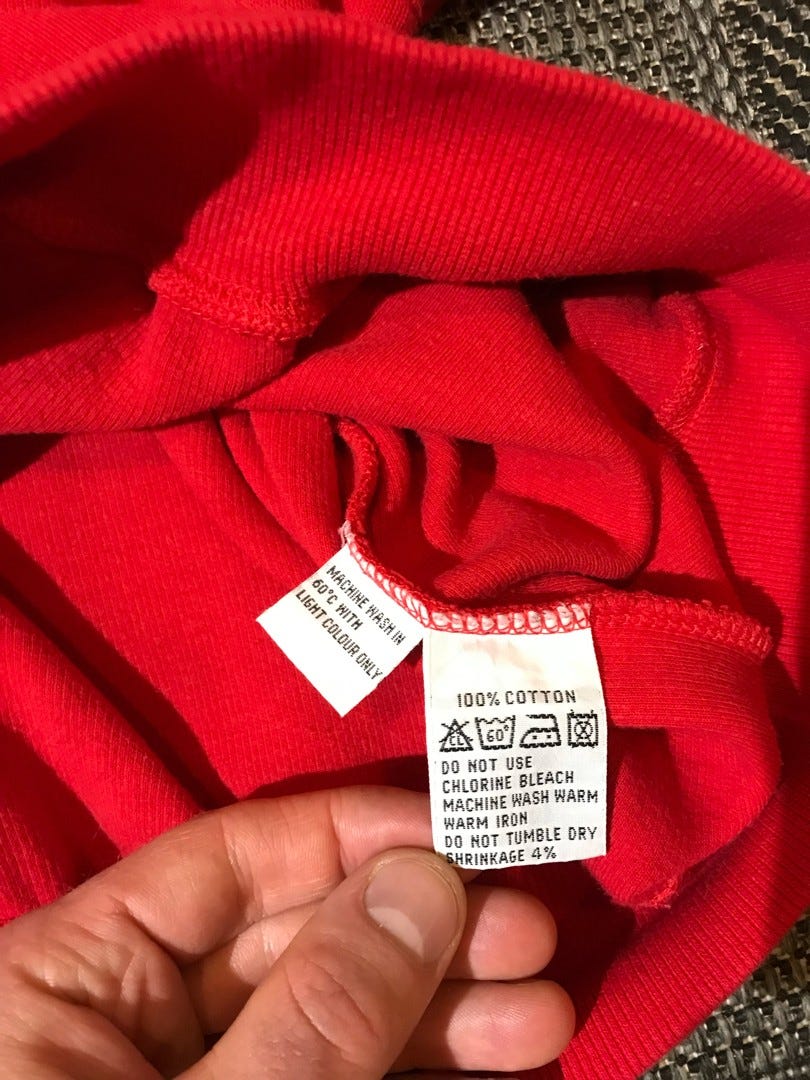 MACHINE WASH IN
60°C WITH
LIGHT COLOUR ONLY
100% COTTON
CL 60°
DO NOT USE
CHLORINE BLEACH
MACHINE WASH WARM
WARM IRON
DO NOT TUMBLE DRY
SHRINKAGE 4%